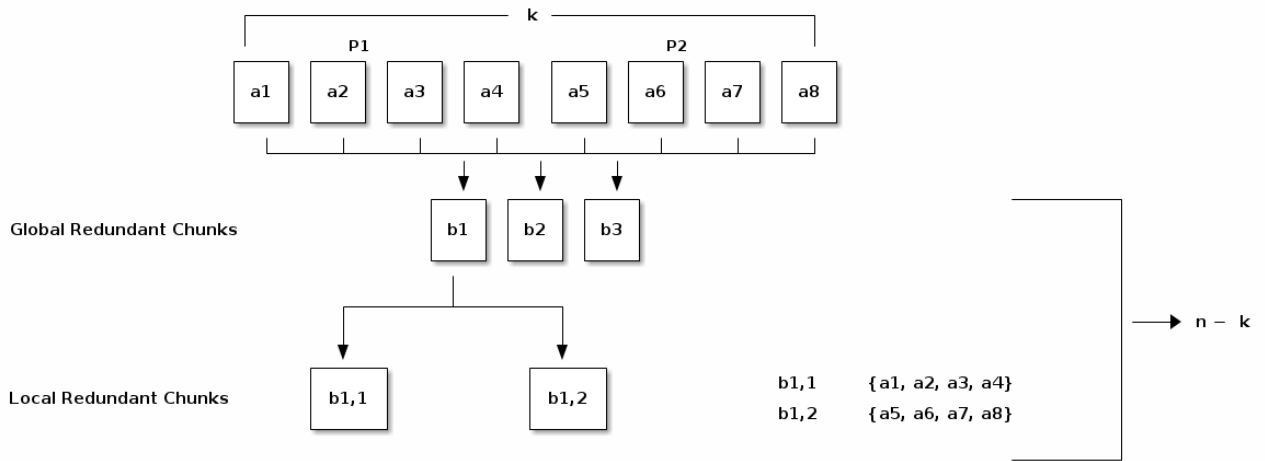 k
P1 P2
a1 a2 a3 a4 a5 a6 a7 a8
Global Redundant Chunks b1 b2 b3
n – k
b1,1 {a1, a2, a3, a4}
Local Redundant Chunks b1,1 b1,2
b1,2 {a5, a6, a7, a8}